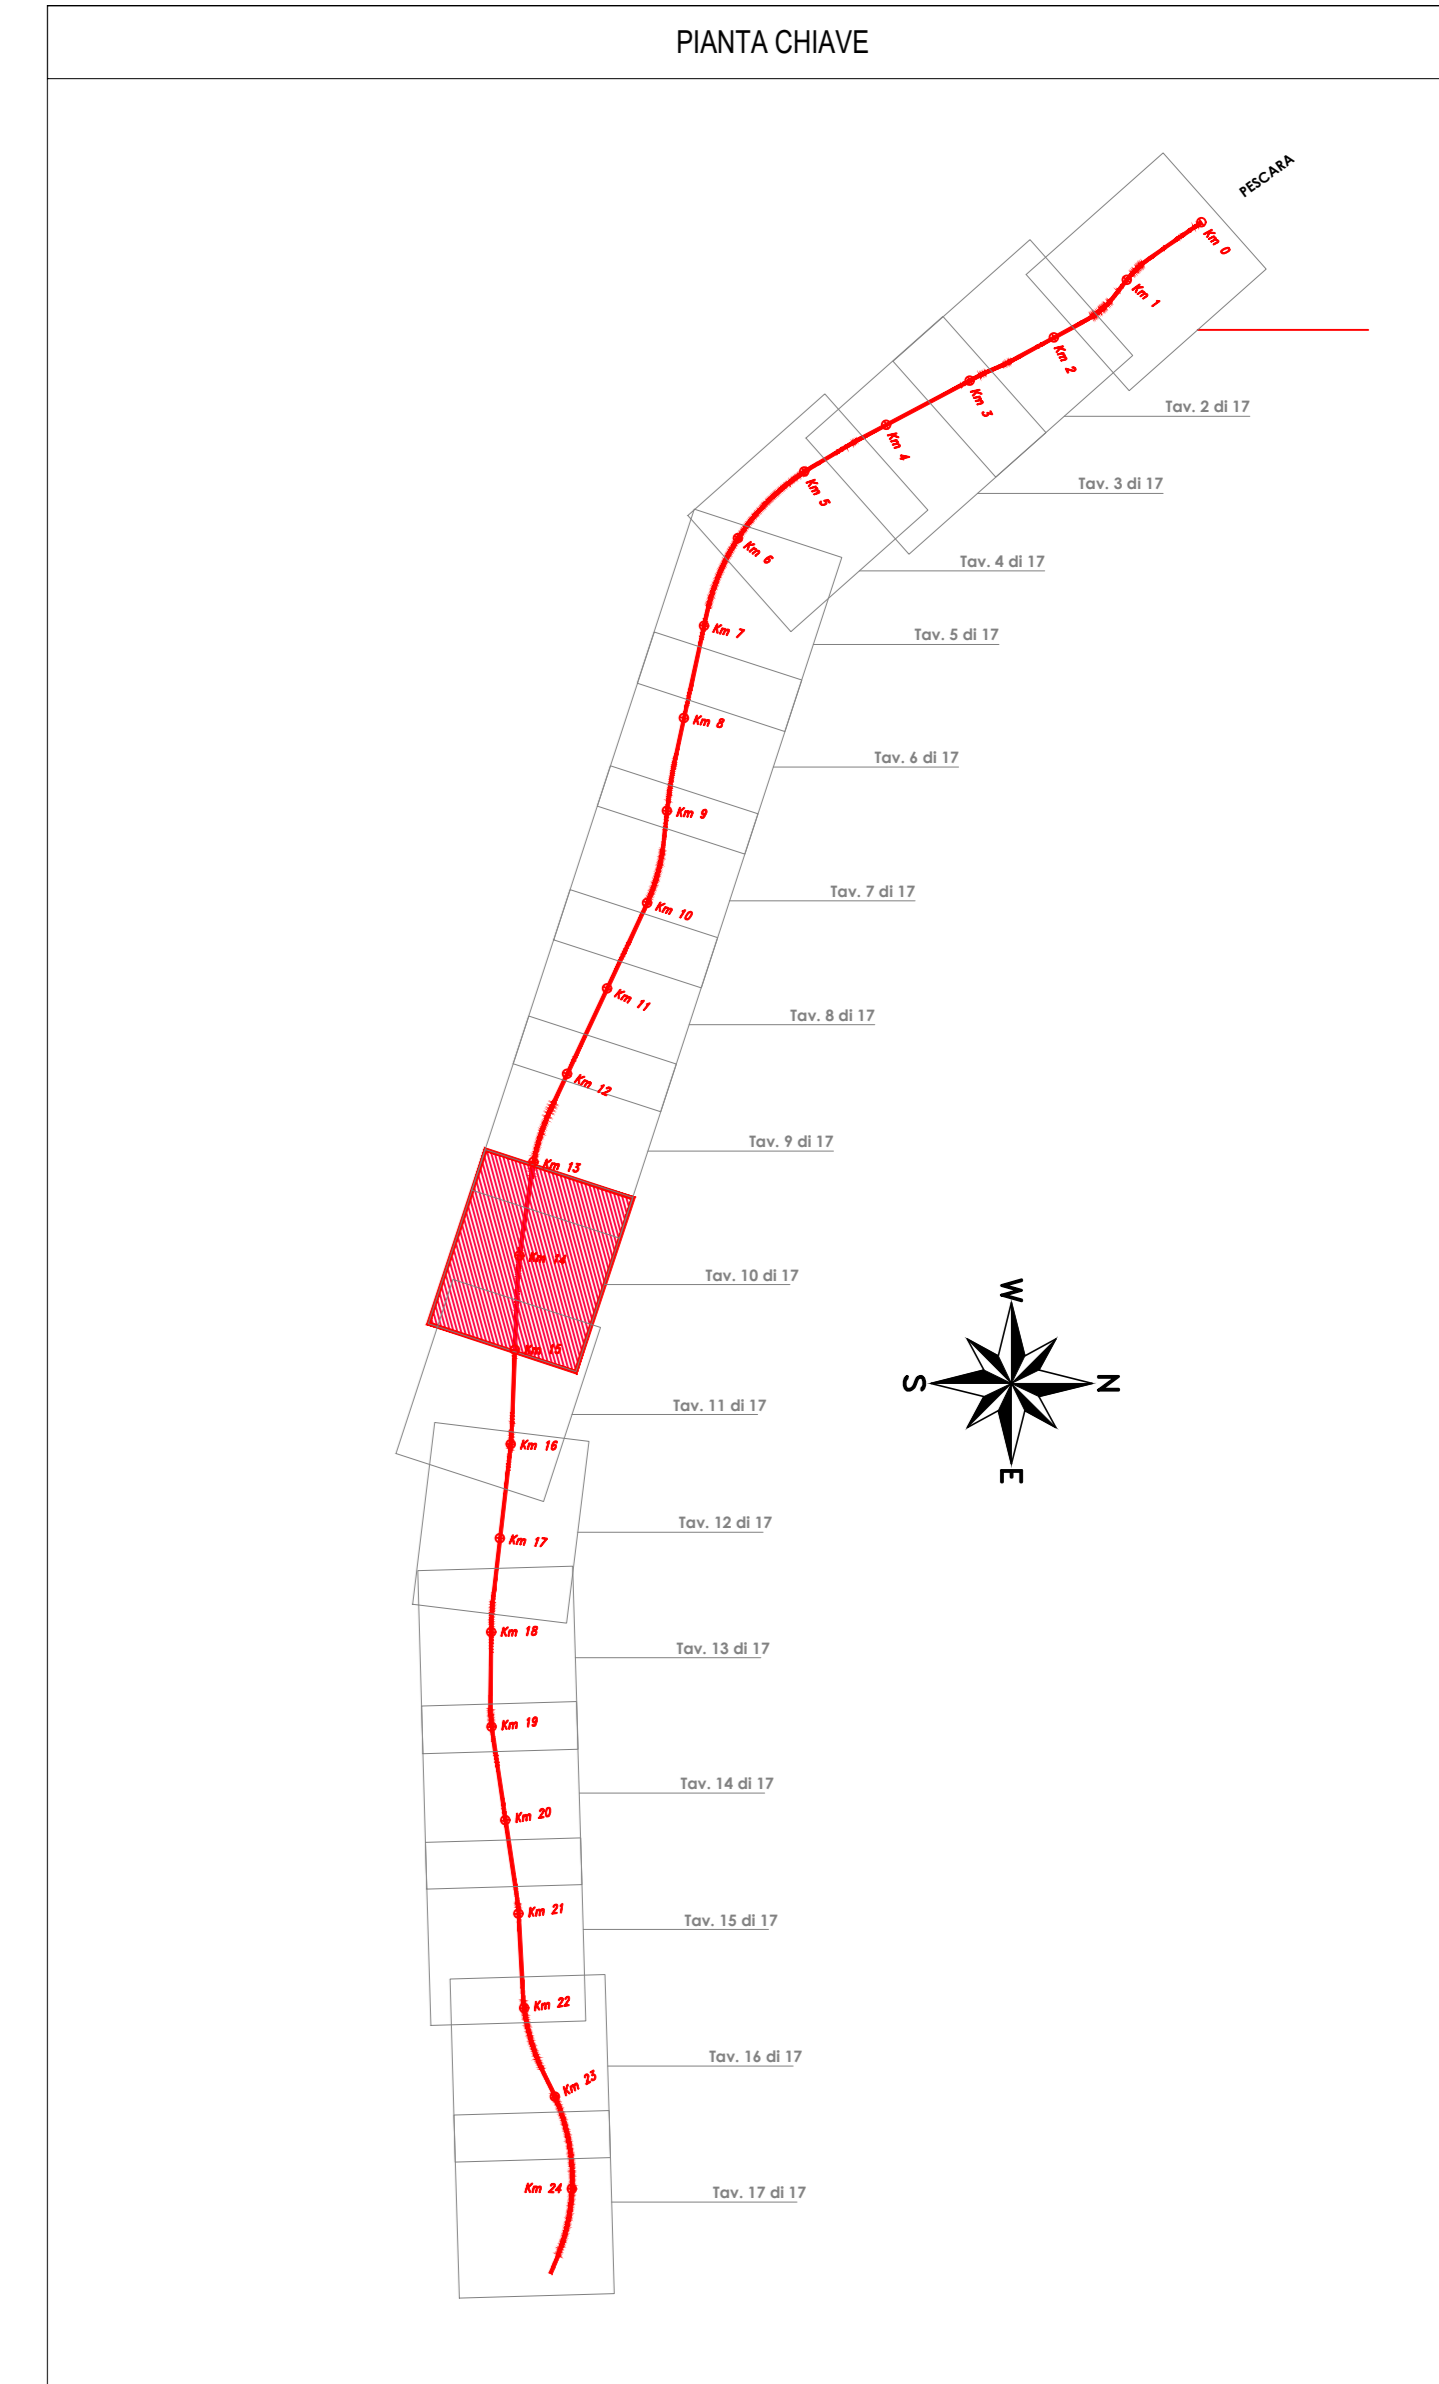 PIANTA CHIAVE
PESCARA
Km 0
Km 1
Km 2
Tav. 2 di 17
Km 3
Km 4
Km 5
Tav. 3 di 17
Km 6
Tav. 4 di 17
Km 7
Tav. 5 di 17
Km 8
Tav. 6 di 17
Km 9
Tav. 7 di 17
Km 10
Km 11
Tav. 8 di 17
Km 12
Tav. 9 di 17
Km 13
Km 14
Tav. 10 di 17
W
Km 15
S
N
Tav. 11 di 17
Km 16
E
Tav. 12 di 17
Km 17
Km 18
Tav. 13 di 17
Km 19
Tav. 14 di 17
Km 20
Km 21
Tav. 15 di 17
Km 22
Tav. 16 di 17
Km 23
Km 24
Tav. 17 di 17